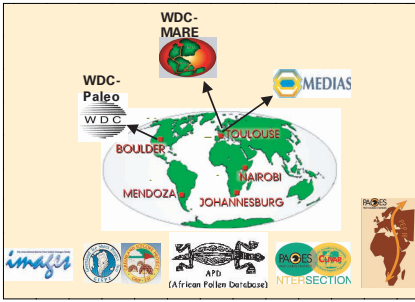 WDC-
MARE
WDC-
Paleo
WDC
MEDIAS
TOULOUSE
BOULDER
NAIROBI
MENDOZA
JOHANNESBURG
PAGES
images
APD
(African Pollen Database)
PAGES
INTERSECTION